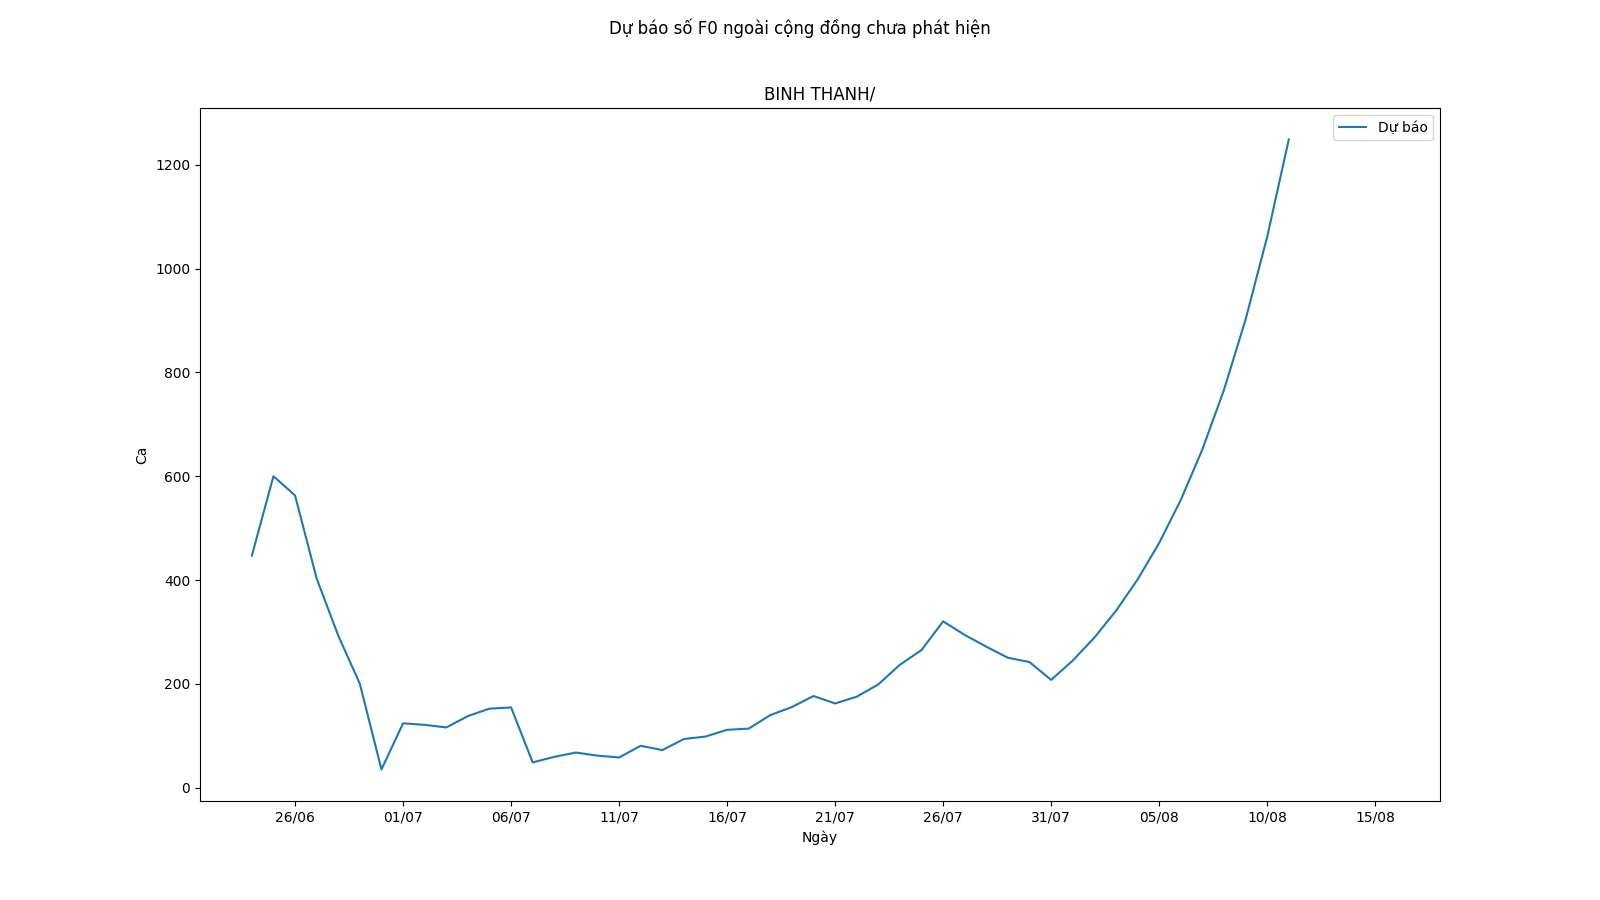 Dự báo số F0 ngoài cộng đồng chưa phát hiện
BINH THANH/
Dự báo
1200
1000
800
600
400
200
0
Ca
26/06 01/07 06/07 11/07 16/07 21/07 26/07 31/07 05/08 10/08 15/08
Ngày